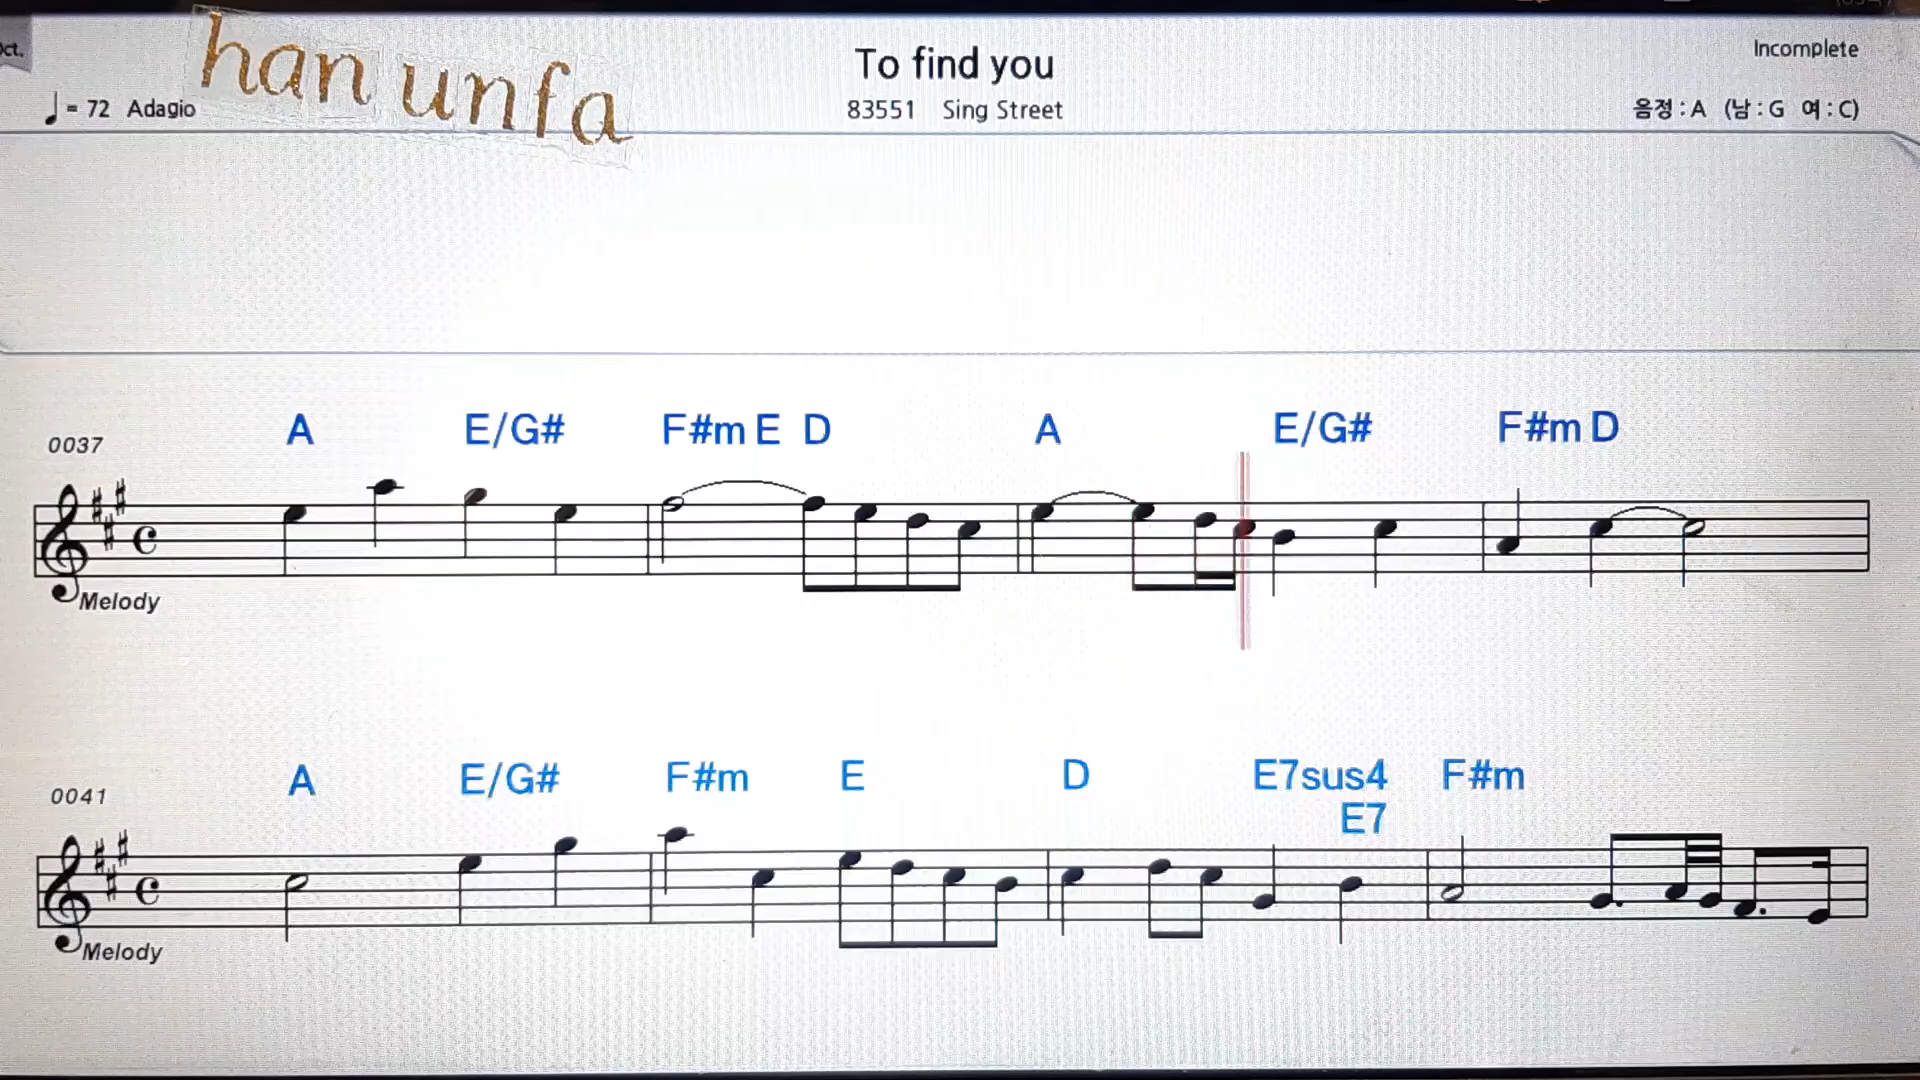 Oct.
han unfa
To find you
Incomplete
♩ = 72 Adagio
83551 Sing Street
음정 : A (남 : G 여 : C)
A E/G# F#m E D A E/G# F#m D
0037
Melody
A E/G# F#m E D E7sus4 F#m
E7
0041
Melody